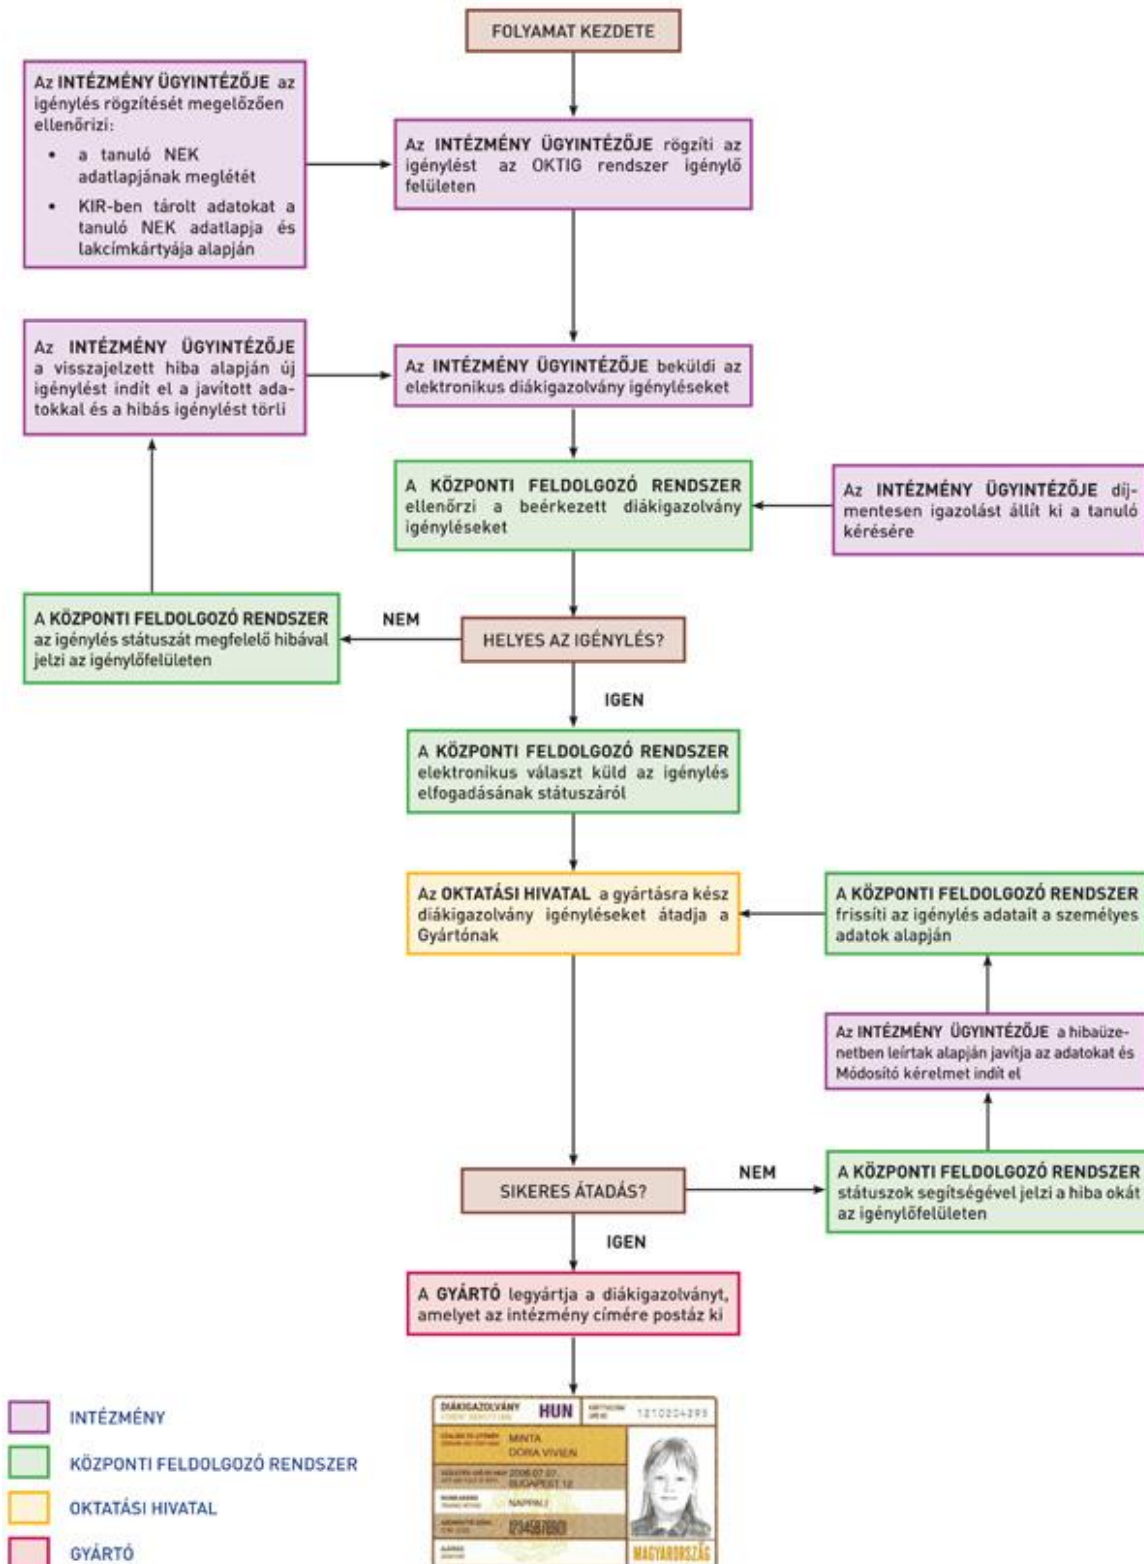 FOLYAMAT KEZDETE
Az INTÉZMÉNY ÜGYINTÉZŐJE az
igénylés rögzítését megelőzően
ellenőrizi:
• a tanuló NEK
adatlapjának meglétét
• KIR-ben tárolt adatokat a
tanuló NEK adatlapja és
lakcímkártyája alapján
Az INTÉZMÉNY ÜGYINTÉZŐJE rögzíti az
igénylést az OKTIG rendszer igénylő
felületen
Az INTÉZMÉNY ÜGYINTÉZŐJE
a visszajelzett hiba alapján új
igénylést indít el a javított ada-
tokkal és a hibás igénylést törli
Az INTÉZMÉNY ÜGYINTÉZŐJE beküldi az
elektronikus diákigazolvány igényléseket
A KÖZPONTI FELDOLGOZÓ RENDSZER
ellenőrzi a beérkezett diákigazolvány
igényléseket
Az INTÉZMÉNY ÜGYINTÉZŐJE díj-
mentesen igazolást állít ki a tanuló
kérésére
A KÖZPONTI FELDOLGOZÓ RENDSZER
az igénylés státuszát megfelelő hibával
jelzi az igénylőfelületen
NEM
HELYES AZ IGÉNYLÉS?
IGEN
A KÖZPONTI FELDOLGOZÓ RENDSZER
elektronikus választ küld az igénylés
elfogadásának státuszáról
Az OKTATÁSI HIVATAL a gyártásra kész
diákigazolvány igényléseket átadja a
Gyártónak
A KÖZPONTI FELDOLGOZÓ RENDSZER
frissíti az igénylés adatait a személyes
adatok alapján
Az INTÉZMÉNY ÜGYINTÉZŐJE a hibaüze-
netben leírtak alapján javítja az adatokat és
Módosító kérelmet indít el
SIKERES ÁTADÁS?
NEM
A KÖZPONTI FELDOLGOZÓ RENDSZER
státuszok segítségével jelzi a hiba okát
az igénylőfelületen
IGEN
A GYÁRTÓ legyártja a diákigazolványt,
amelyet az intézmény címére postáz ki
DIÁKIGAZOLVÁNY HUN 1210204295
MINTA
DÓRA VIVIEN
BUDAPEST 12
NAPPALI
MAGYARORSZÁG
INTÉZMÉNY
KÖZPONTI FELDOLGOZÓ RENDSZER
OKTATÁSI HIVATAL
GYÁRTÓ